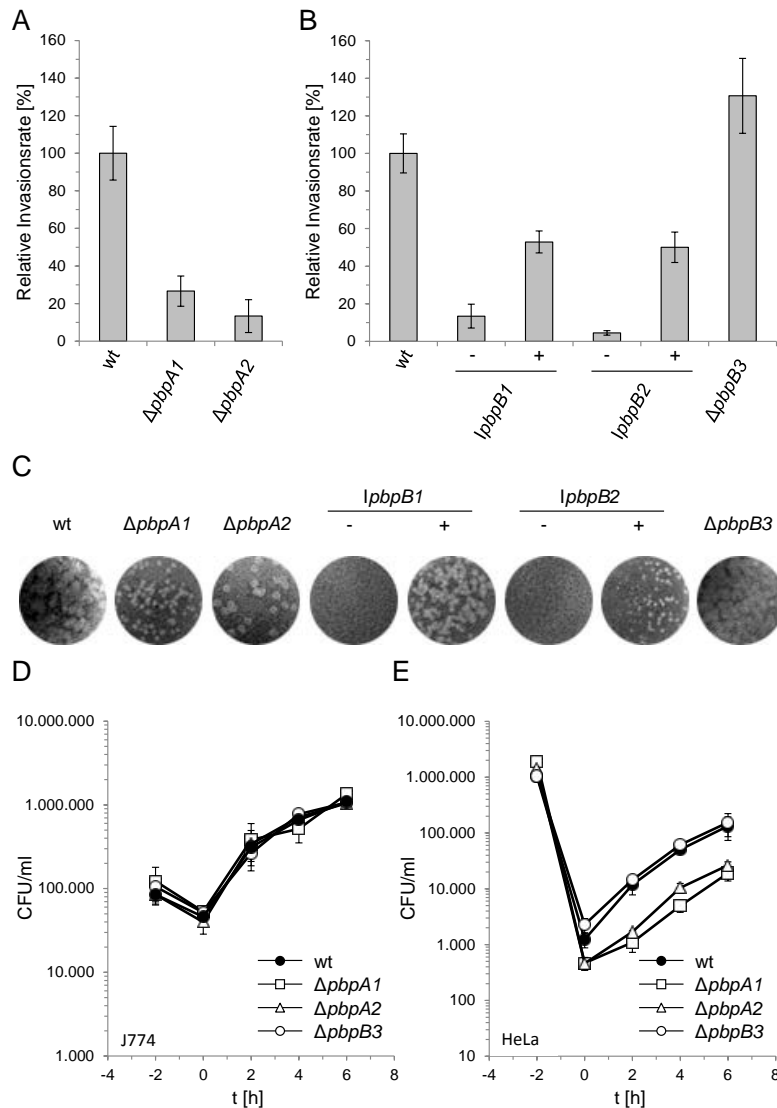 A
Relative Invasionsrate [%]
160
140
120
100
80
60
40
20
0
wt
ΔpbpA1
ΔpbpA2
B
Relative Invasionsrate [%]
160
140
120
100
80
60
40
20
0
wt
- + - +
IpbpB1
IpbpB2
ΔpbpB3
C
IpbpB1 IpbpB2
wt ΔpbpA1 ΔpbpA2 - + - + ΔpbpB3
D
CFU/ml
10.000.000
1.000.000
100.000
10.000
1.000
J774
wt
ΔpbpA1
ΔpbpA2
ΔpbpB3
-4 -2 0 2 4 6 8
t [h]
E
CFU/ml
10.000.000
1.000.000
100.000
10.000
1.000
100
10
HeLa
wt
ΔpbpA1
ΔpbpA2
ΔpbpB3
-4 -2 0 2 4 6 8
t [h]